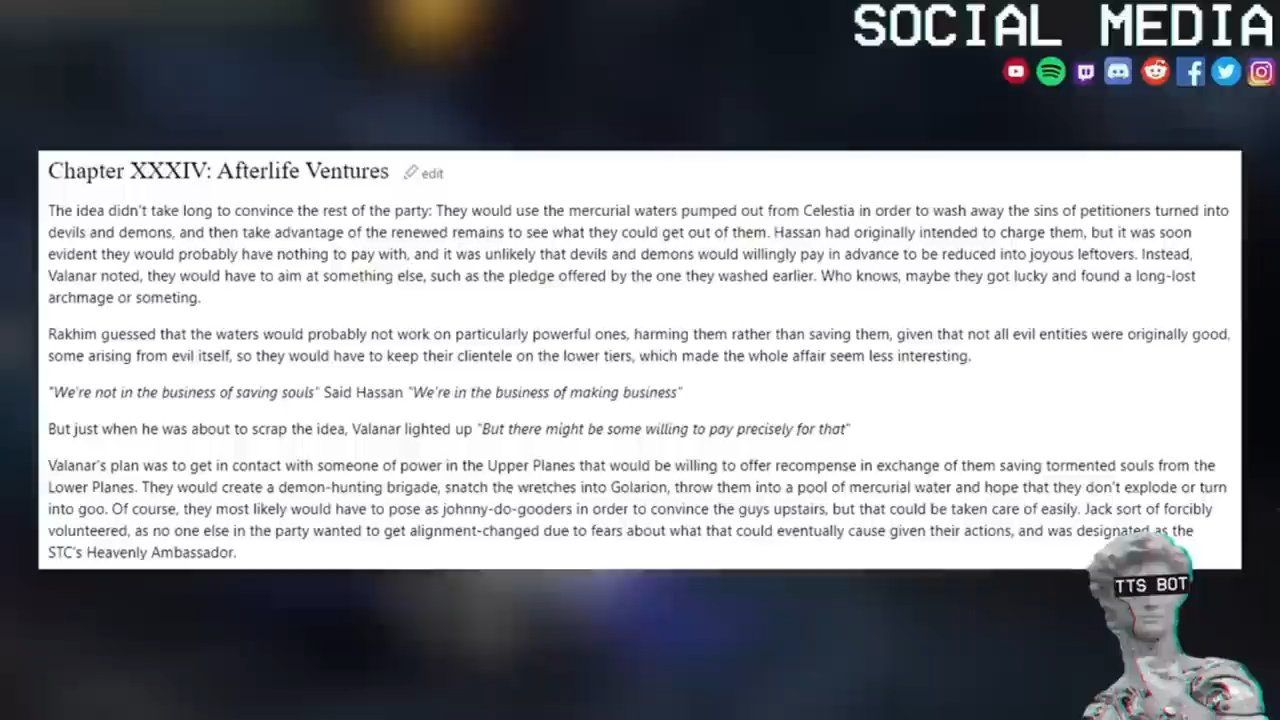 SOCIAL MEDIA
Chapter XXXIV: Afterlife Ventures edit
The idea didn't take long to convince the rest of the party: They would use the mercurial waters pumped out from Celestia in order to wash away the sins of petitioners turned into
devils and demons, and then take advantage of the renewed remains to see what they could get out of them. Hassan had originally intended to charge them, but it was soon
evident they would probably have nothing to pay with, and it was unlikely that devils and demons would willingly pay in advance to be reduced into joyous leftovers. Instead,
Valanar noted, they would have to aim at something else, such as the pledge offered by the one they washed earlier. Who knows, maybe they got lucky and found a long-lost
archmage or someting.
Rakhim guessed that the waters would probably not work on particularly powerful ones, harming them rather than saving them, given that not all evil entities were originally good,
some arising from evil itself, so they would have to keep their clientele on the lower tiers, which made the whole affair seem less interesting.
"We're not in the business of saving souls" Said Hassan "We're in the business of making business"
But just when he was about to scrap the idea, Valanar lighted up "But there might be some willing to pay precisely for that"
Valanar's plan was to get in contact with someone of power in the Upper Planes that would be willing to offer recompense in exchange of them saving tormented souls from the
Lower Planes. They would create a demon-hunting brigade, snatch the wretches into Golarion, throw them into a pool of mercurial water and hope that they don't explode or turn
into goo. Of course, they most likely would have to pose as johnny-do-gooders in order to convince the guys upstairs, but that could be taken care of easily. Jack sort of forcibly
volunteered, as no one else in the party wanted to get alignment-changed due to fears about what that could eventually cause given their actions, and was designated as the
STC's Heavenly Ambassador.
TTS BOT